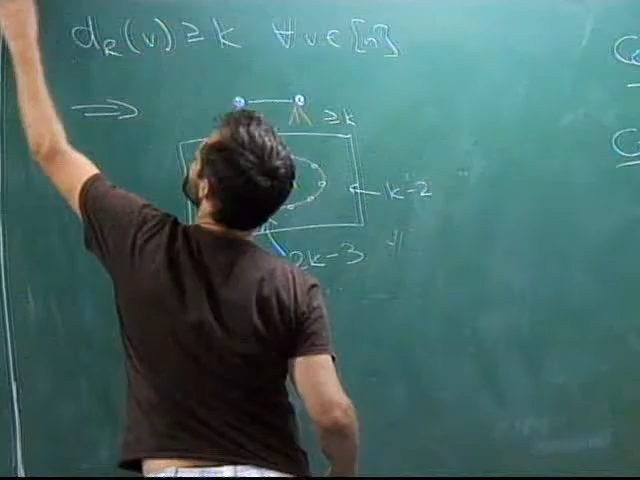 d_R(v) ≥ k ∀ v ∈ [n]
⟹
≥ k
k-2
2k-3